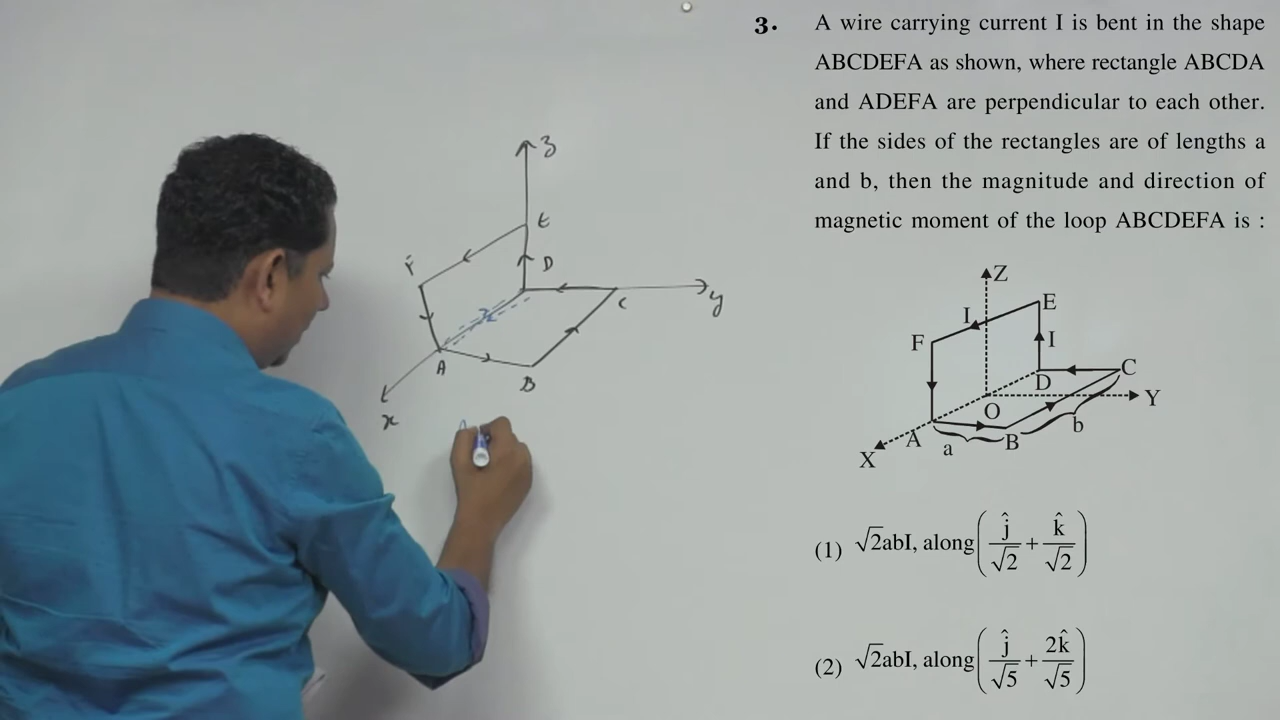 3. A wire carrying current I is bent in the shape
ABCDEFA as shown, where rectangle ABCDA
and ADEFA are perpendicular to each other.
If the sides of the rectangles are of lengths a
and b, then the magnitude and direction of
magnetic moment of the loop ABCDEFA is :
Z
E
I
I
F
C
D
Y
O
b
A
B
a
X
(1) √2abI, along (ĵ/√2 + k̂/√2)
(2) √2abI, along (ĵ/√5 + 2k̂/√5)
z
E
D
F
C
y
A
B
x